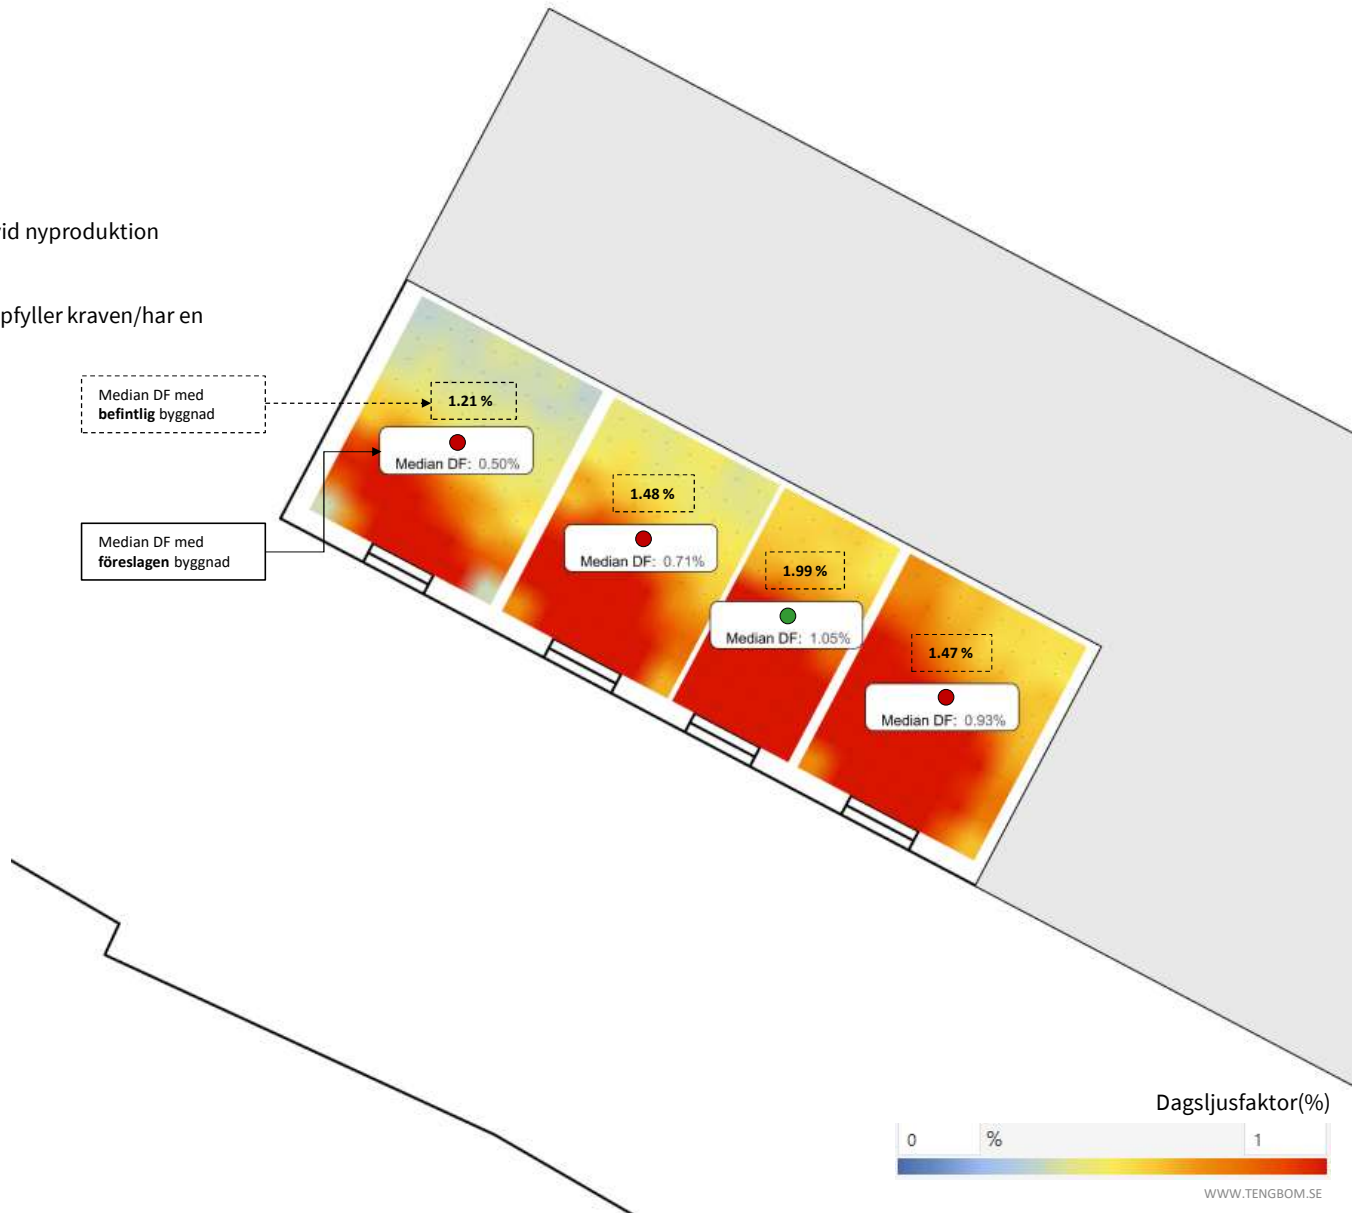 id nyproduktion
pfyller kraven/har en
Median DF med
befintlig byggnad
1.21 %
Median DF: 0.50%
Median DF med
föreslagen byggnad
1.48 %
Median DF: 0.71%
1.99 %
Median DF: 1.05%
1.47 %
Median DF: 0.93%
Dagsljusfaktor(%)
0 % 1
WWW.TENGBOM.SE